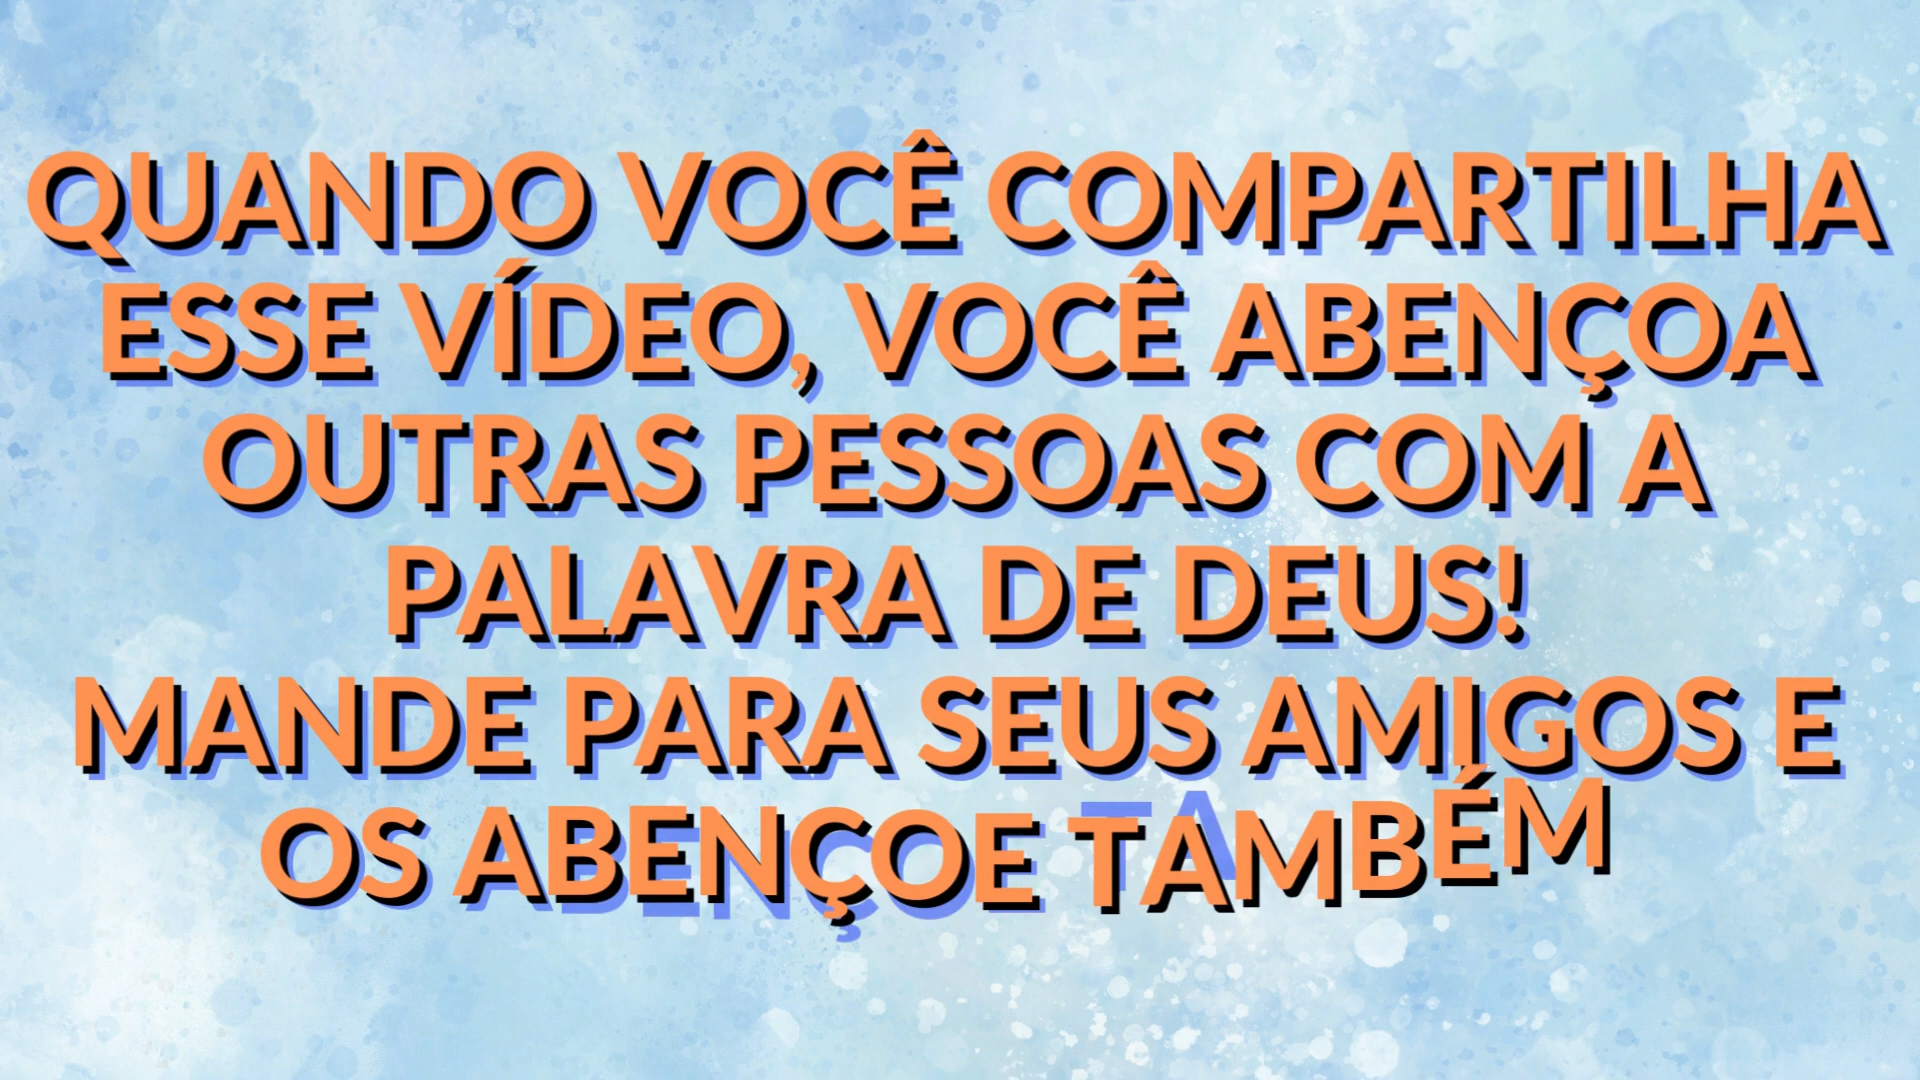 QUANDO VOCÊ COMPARTILHA
ESSE VÍDEO, VOCÊ ABENÇOA
OUTRAS PESSOAS COM A
PALAVRA DE DEUS!
MANDE PARA SEUS AMIGOS E
OS ABENÇOE TAMBÉM